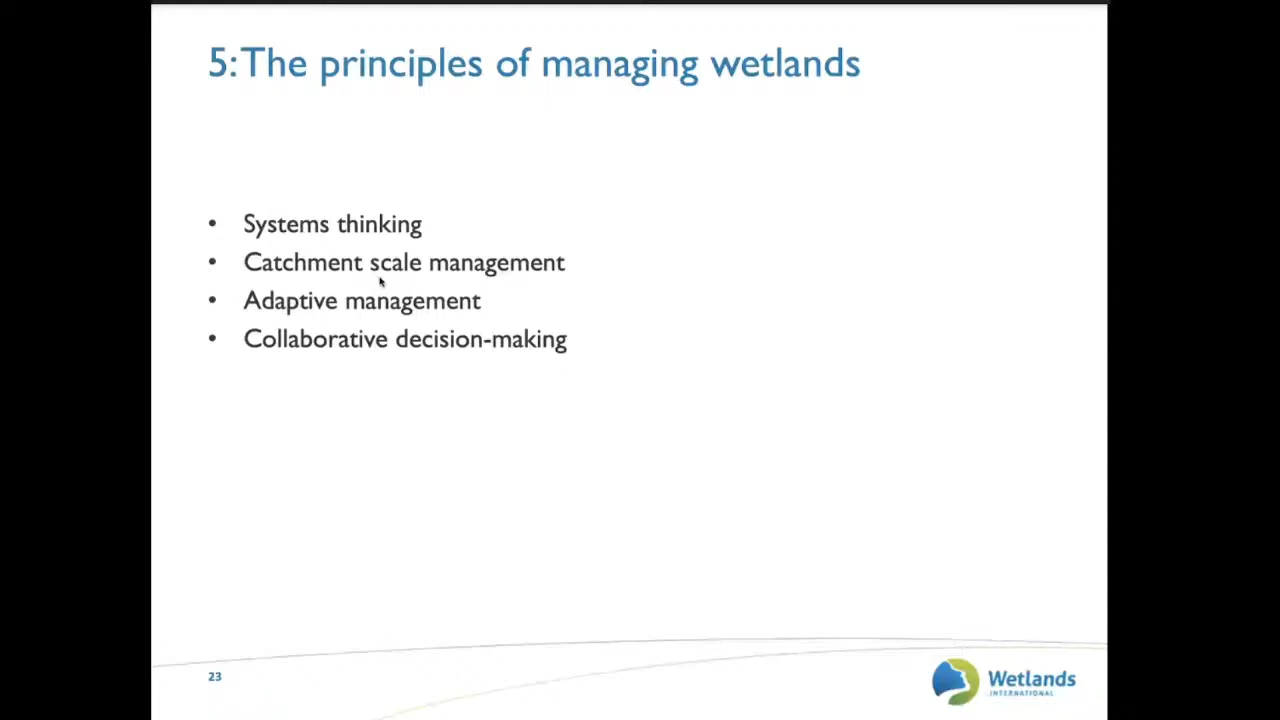 5: The principles of managing wetlands
• Systems thinking
• Catchment scale management
• Adaptive management
• Collaborative decision-making
23
Wetlands
INTERNATIONAL